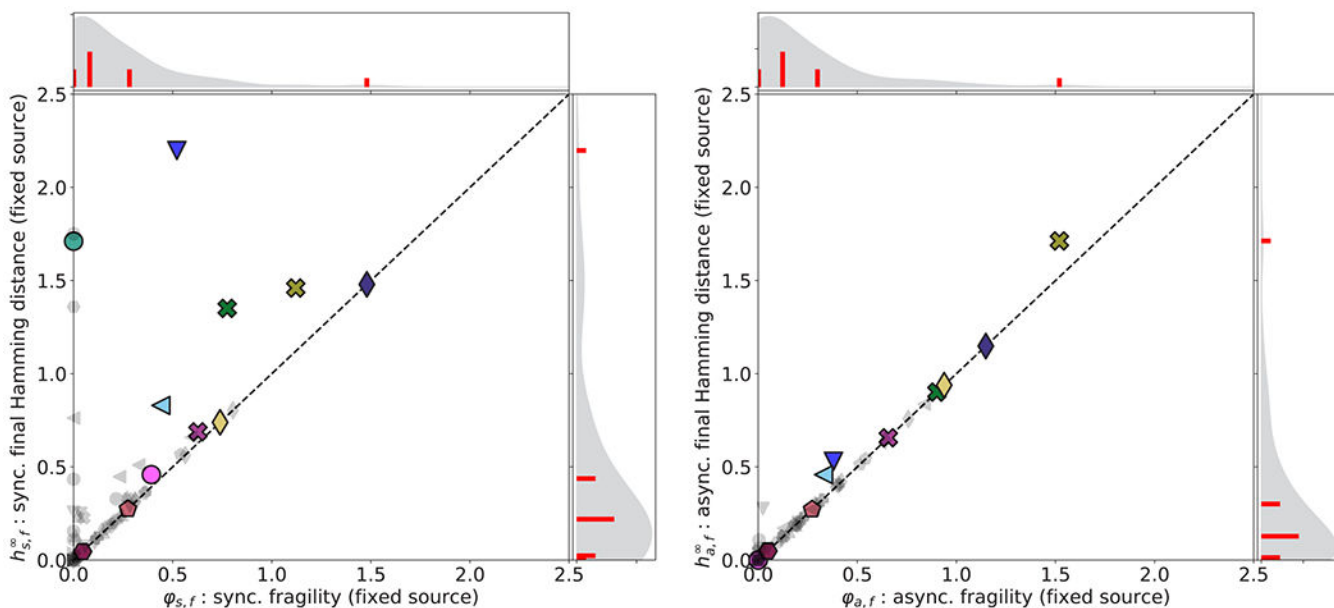 2.5
2.0
1.5
1.0
0.5
0.0
h∞s,f : sync. final Hamming distance (fixed source)
0.0 0.5 1.0 1.5 2.0 2.5
φs,f : sync. fragility (fixed source)
2.5
2.0
1.5
1.0
0.5
0.0
h∞a,f : async. final Hamming distance (fixed source)
0.0 0.5 1.0 1.5 2.0 2.5
φa,f : async. fragility (fixed source)